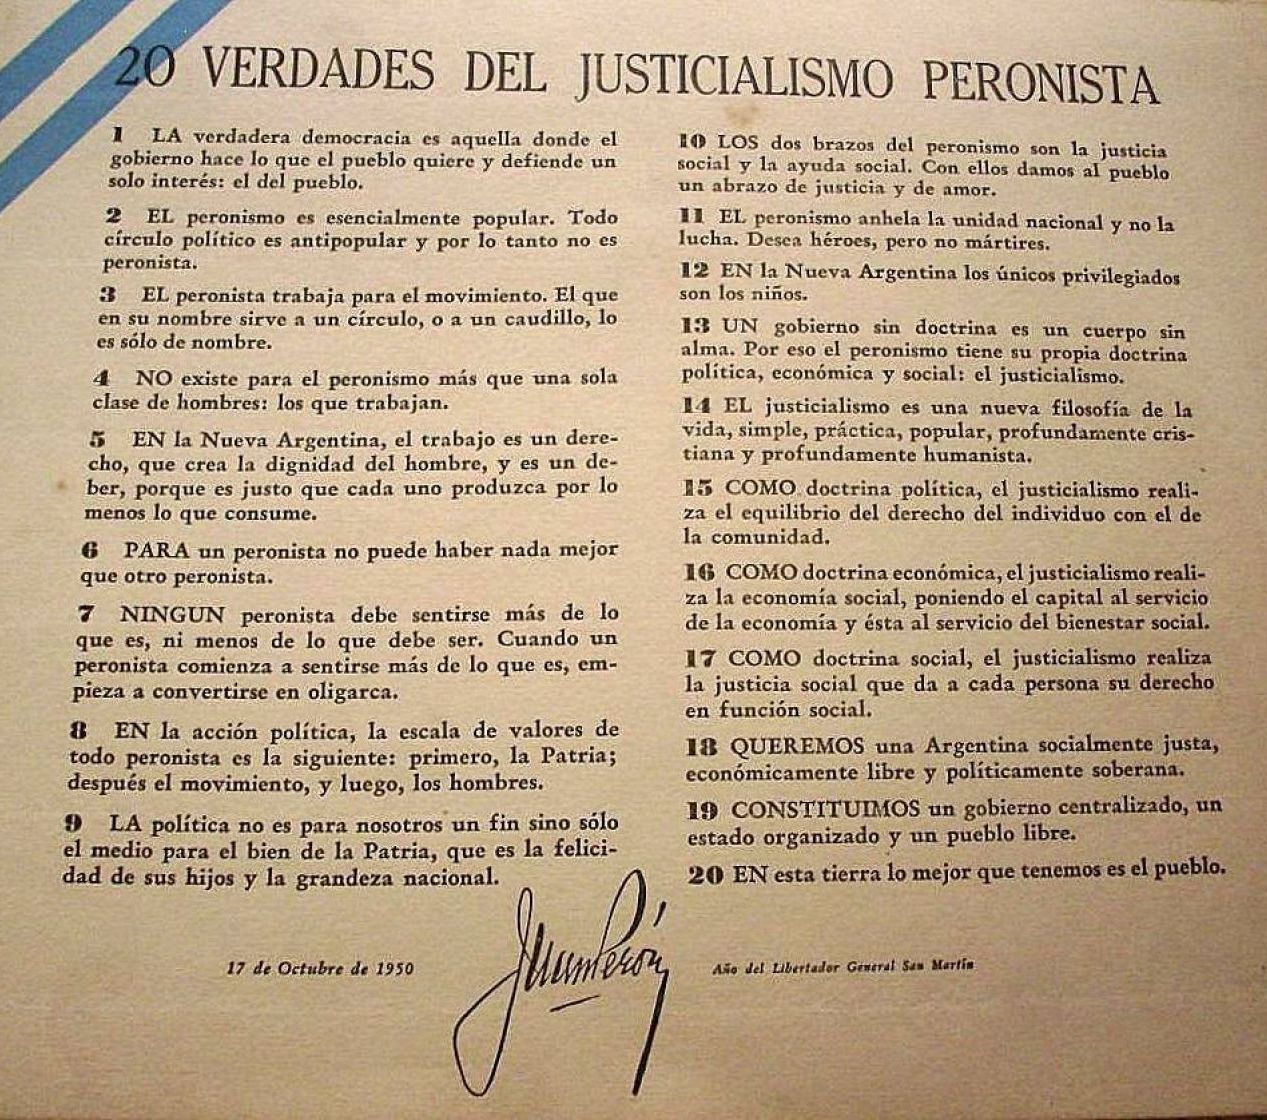 20 VERDADES DEL JUSTICIALISMO PERONISTA
1 LA verdadera democracia es aquella donde el
gobierno hace lo que el pueblo quiere y defiende un
solo interés: el del pueblo.
2 EL peronismo es esencialmente popular. Todo
círculo político es antipopular y por lo tanto no es
peronista.
3 EL peronista trabaja para el movimiento. El que
en su nombre sirve a un círculo, o a un caudillo, lo
es sólo de nombre.
4 NO existe para el peronismo más que una sola
clase de hombres: los que trabajan.
5 EN la Nueva Argentina, el trabajo es un dere-
cho, que crea la dignidad del hombre, y es un de-
ber, porque es justo que cada uno produzca por lo
menos lo que consume.
6 PARA un peronista no puede haber nada mejor
que otro peronista.
7 NINGUN peronista debe sentirse más de lo
que es, ni menos de lo que debe ser. Cuando un
peronista comienza a sentirse más de lo que es, em-
pieza a convertirse en oligarca.
8 EN la acción política, la escala de valores de
todo peronista es la siguiente: primero, la Patria;
después el movimiento, y luego, los hombres.
9 LA política no es para nosotros un fin sino sólo
el medio para el bien de la Patria, que es la felici-
dad de sus hijos y la grandeza nacional.
10 LOS dos brazos del peronismo son la justicia
social y la ayuda social. Con ellos damos al pueblo
un abrazo de justicia y de amor.
11 EL peronismo anhela la unidad nacional y no la
lucha. Desea héroes, pero no mártires.
12 EN la Nueva Argentina los únicos privilegiados
son los niños.
13 UN gobierno sin doctrina es un cuerpo sin
alma. Por eso el peronismo tiene su propia doctrina
política, económica y social: el justicialismo.
14 EL justicialismo es una nueva filosofía de la
vida, simple, práctica, popular, profundamente cris-
tiana y profundamente humanista.
15 COMO doctrina política, el justicialismo reali-
za el equilibrio del derecho del individuo con el de
la comunidad.
16 COMO doctrina económica, el justicialismo reali-
za la economía social, poniendo el capital al servicio
de la economía y ésta al servicio del bienestar social.
17 COMO doctrina social, el justicialismo realiza
la justicia social que da a cada persona su derecho
en función social.
18 QUEREMOS una Argentina socialmente justa,
económicamente libre y políticamente soberana.
19 CONSTITUIMOS un gobierno centralizado, un
estado organizado y un pueblo libre.
20 EN esta tierra lo mejor que tenemos es el pueblo.
17 de Octubre de 1950
Juan Perón
Año del Libertador General San Martín